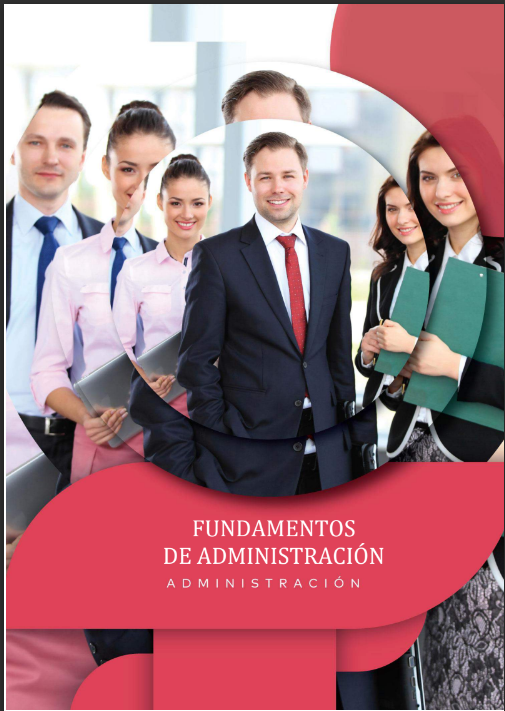 FUNDAMENTOS
DE ADMINISTRACIÓN
ADMINISTRACIÓN